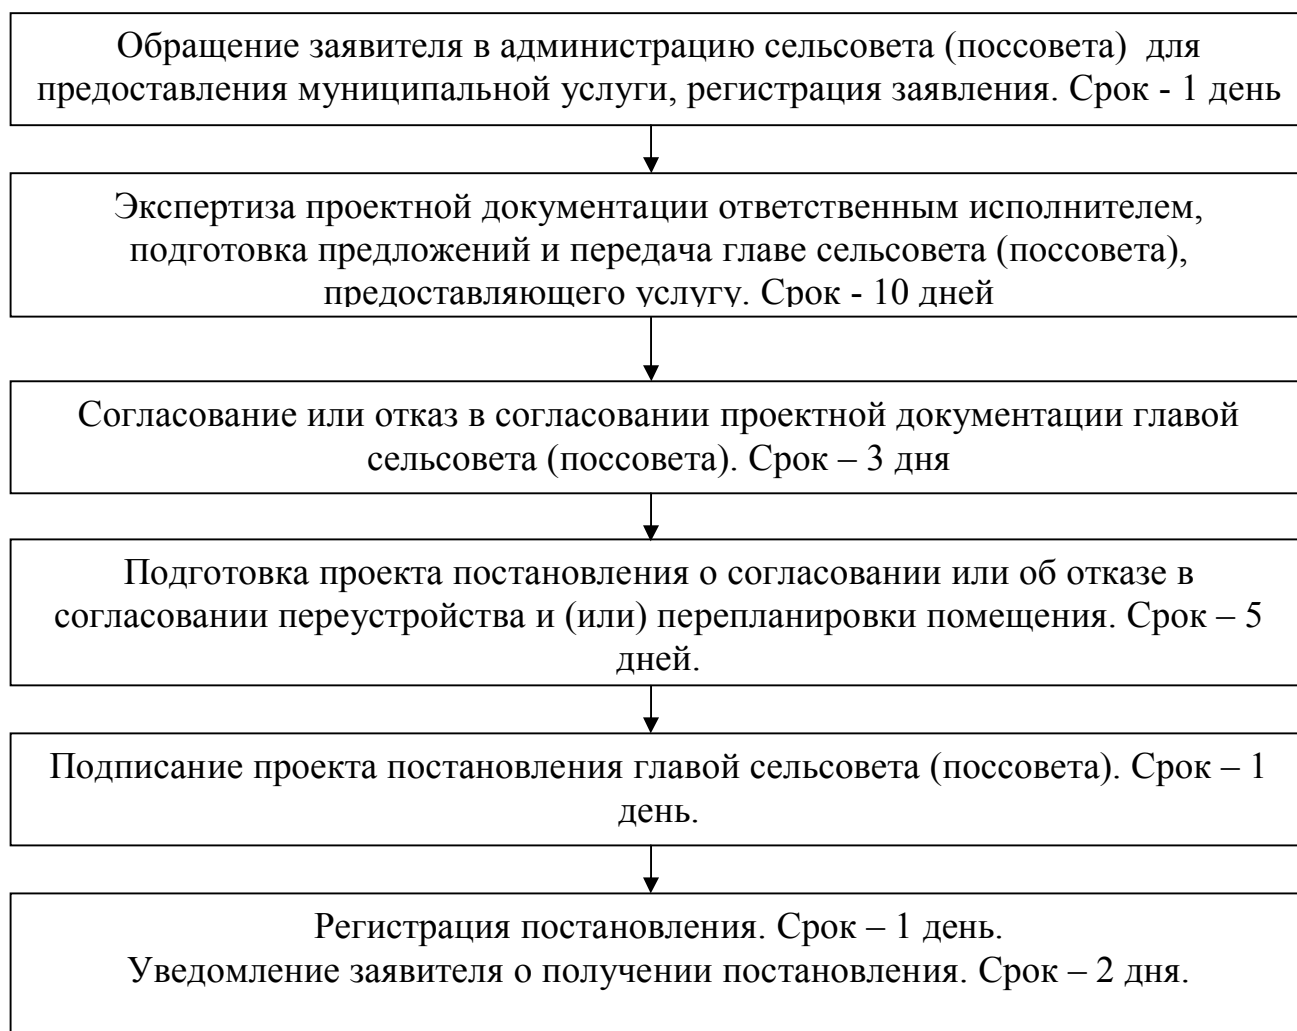 Обращение заявителя в администрацию сельсовета (поссовета) для
предоставления муниципальной услуги, регистрация заявления. Срок - 1 день
Экспертиза проектной документации ответственным исполнителем,
подготовка предложений и передача главе сельсовета (поссовета),
предоставляющего услугу. Срок - 10 дней
Согласование или отказ в согласовании проектной документации главой
сельсовета (поссовета). Срок – 3 дня
Подготовка проекта постановления о согласовании или об отказе в
согласовании переустройства и (или) перепланировки помещения. Срок – 5
дней.
Подписание проекта постановления главой сельсовета (поссовета). Срок – 1
день.
Регистрация постановления. Срок – 1 день.
Уведомление заявителя о получении постановления. Срок – 2 дня.